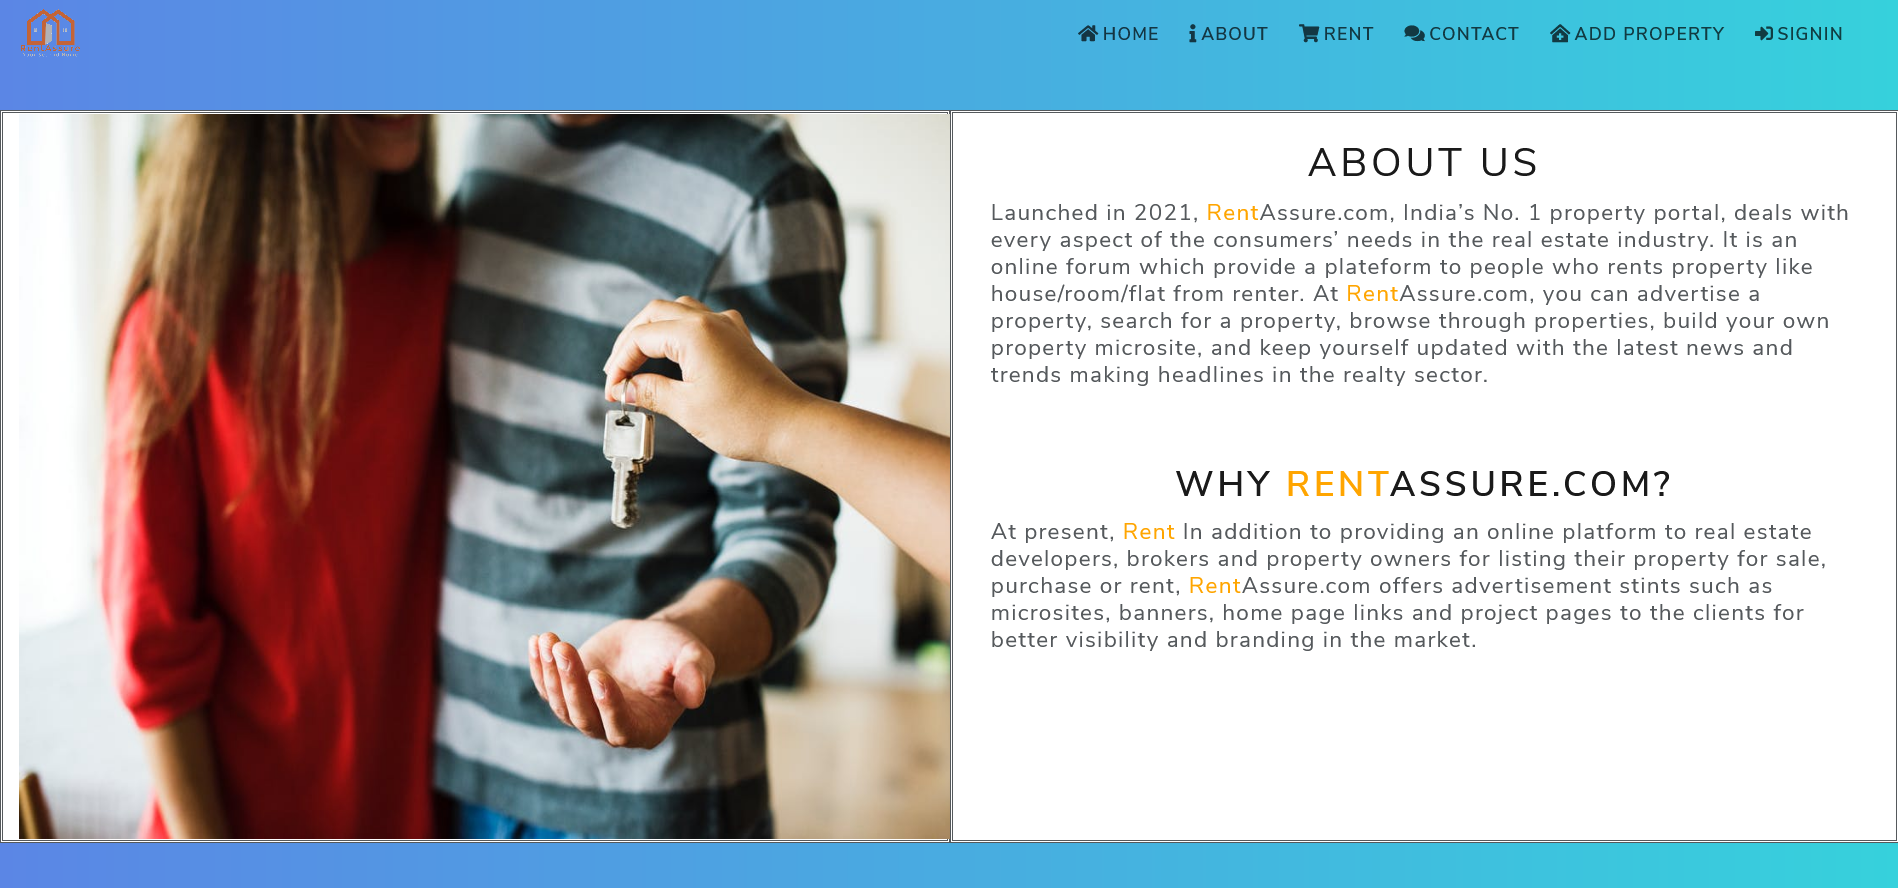 HOME ABOUT RENT CONTACT ADD PROPERTY SIGNIN
ABOUT US
Launched in 2021, RentAssure.com, India’s No. 1 property portal, deals with
every aspect of the consumers’ needs in the real estate industry. It is an
online forum which provide a plateform to people who rents property like
house/room/flat from renter. At RentAssure.com, you can advertise a
property, search for a property, browse through properties, build your own
property microsite, and keep yourself updated with the latest news and
trends making headlines in the realty sector.
WHY RENTASSURE.COM?
At present, Rent In addition to providing an online platform to real estate
developers, brokers and property owners for listing their property for sale,
purchase or rent, RentAssure.com offers advertisement stints such as
microsites, banners, home page links and project pages to the clients for
better visibility and branding in the market.